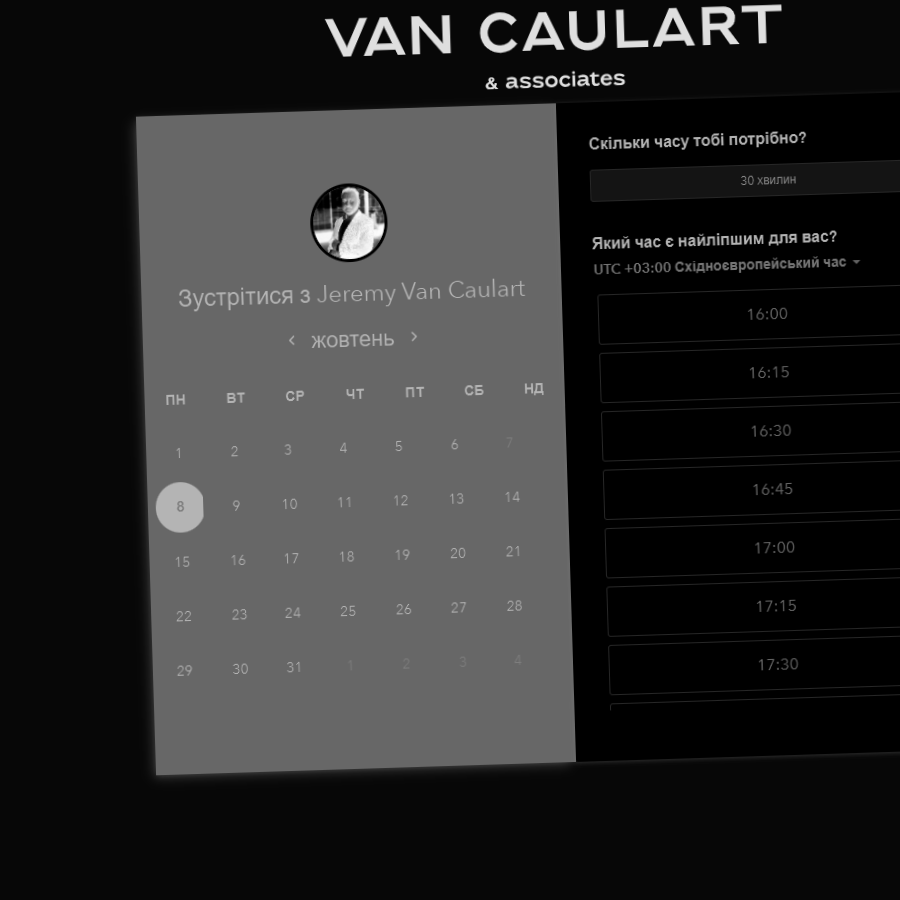 VAN CAULART
& associates
Зустрітися з Jeremy Van Caulart
жовтень
ПН ВТ СР ЧТ ПТ СБ НД
1 2 3 4 5 6 7
8 9 10 11 12 13 14
15 16 17 18 19 20 21
22 23 24 25 26 27 28
29 30 31 1 2 3 4
Скільки часу тобі потрібно?
30 хвилин
Який час є найліпшим для вас?
UTC +03:00 Східноєвропейський час
16:00
16:15
16:30
16:45
17:00
17:15
17:30